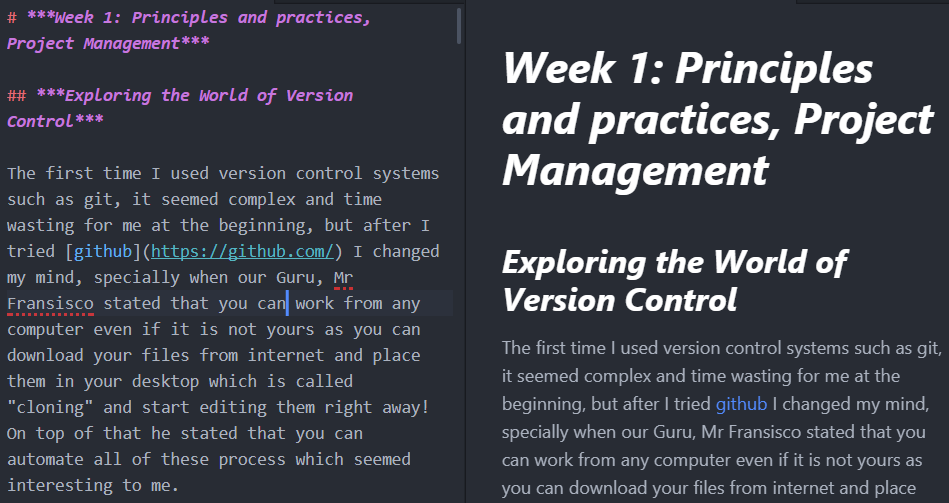 # ***Week 1: Principles and practices,
Project Management***
## ***Exploring the World of Version
Control***
The first time I used version control systems
such as git, it seemed complex and time
wasting for me at the beginning, but after I
tried [github](https://github.com/) I changed
my mind, specially when our Guru, Mr
Fransisco stated that you can work from any
computer even if it is not yours as you can
download your files from internet and place
them in your desktop which is called
"cloning" and start editing them right away!
On top of that he stated that you can
automate all of these process which seemed
interesting to me.
Week 1: Principles
and practices, Project
Management
Exploring the World of
Version Control
The first time I used version control systems such as git,
it seemed complex and time wasting for me at the
beginning, but after I tried github I changed my mind,
specially when our Guru, Mr Fransisco stated that you
can work from any computer even if it is not yours as
you can download your files from internet and place